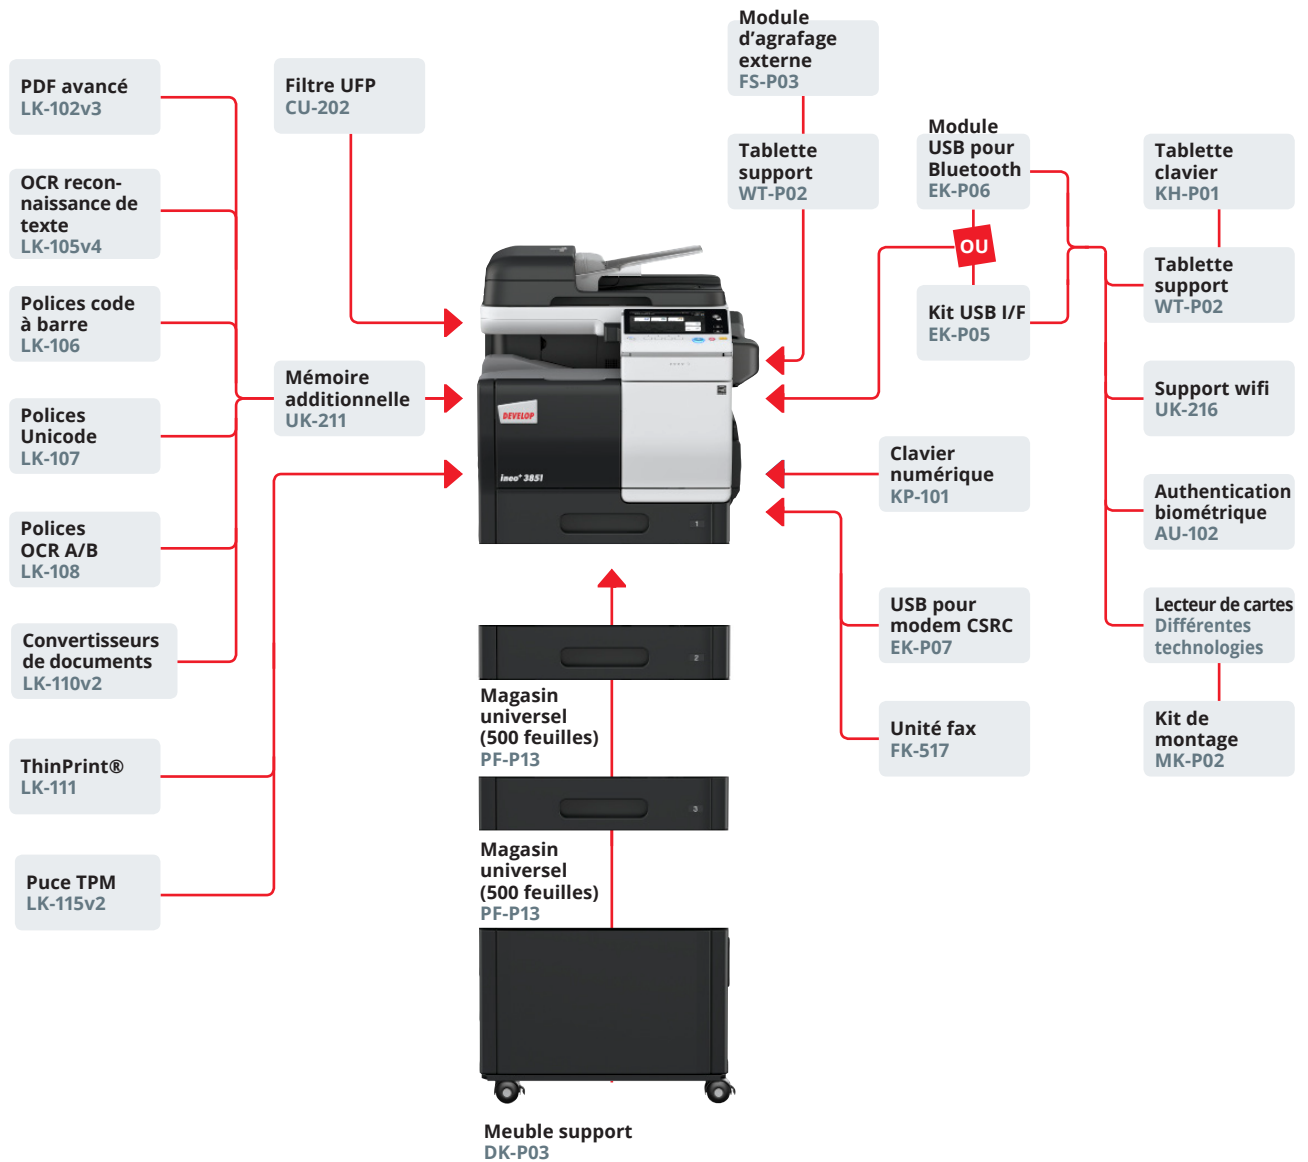 PDF avancé
LK-102v3
OCR recon-
naissance de
texte
LK-105v4
Polices code
à barre
LK-106
Polices
Unicode
LK-107
Polices
OCR A/B
LK-108
Convertisseurs
de documents
LK-110v2
ThinPrint®
LK-111
Puce TPM
LK-115v2
Filtre UFP
CU-202
Mémoire
additionnelle
UK-211
DEVELOP
ineo+ 3851
1
2
Magasin
universel
(500 feuilles)
PF-P13
3
Magasin
universel
(500 feuilles)
PF-P13
Meuble support
DK-P03
Module
d'agrafage
externe
FS-P03
Tablette
support
WT-P02
Module
USB pour
Bluetooth
EK-P06
OU
Kit USB I/F
EK-P05
Clavier
numérique
KP-101
USB pour
modem CSRC
EK-P07
Unité fax
FK-517
Tablette
clavier
KH-P01
Tablette
support
WT-P02
Support wifi
UK-216
Authentication
biométrique
AU-102
Lecteur de cartes
Différentes
technologies
Kit de
montage
MK-P02